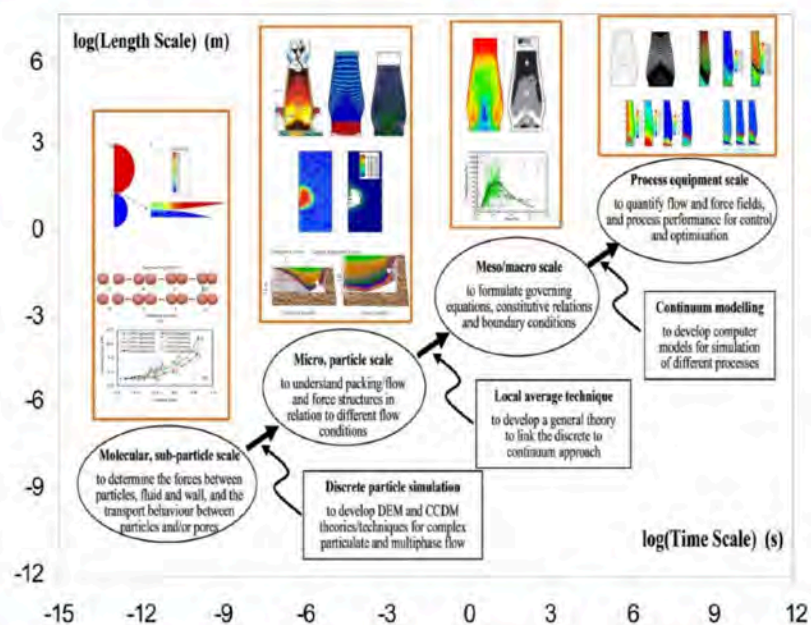 log(Length Scale) (m)
6
3
0
-3
-6
-9
-12
Process equipment scale
to quantify flow and force fields,
and process performance for control
and optimisation
Meso/macro scale
to formulate governing
equations, constitutive relations
and boundary conditions
Continuum modelling
to develop computer
models for simulation
of different processes
Micro, particle scale
to understand packing/flow
and force structures in
relation to different flow
conditions
Local average technique
to develop a general theory
to link the discrete to
continuum approach
Molecular, sub-particle scale
to determine the forces between
particles, fluid and wall, and the
transport behaviour between
particles and/or pores
Discrete particle simulation
to develop DEM and CCDM
theories/techniques for complex
particulate and multiphase flow
log(Time Scale) (s)
-15 -12 -9 -6 -3 0 3 6 9 12